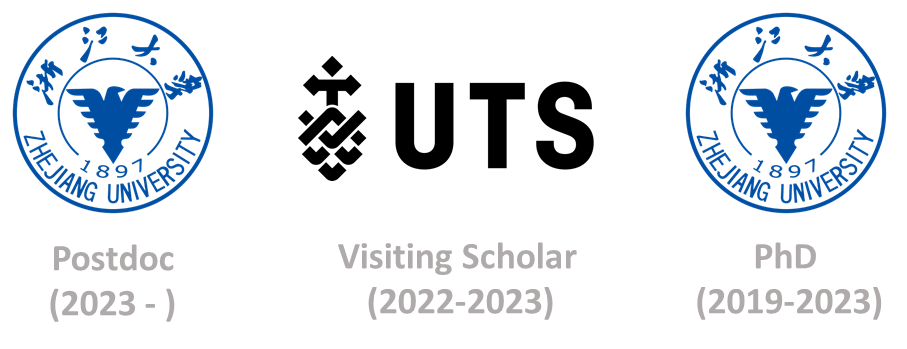 浙江大学
1897
ZHEJIANG UNIVERSITY
Postdoc
(2023 - )
UTS
Visiting Scholar
(2022-2023)
浙江大学
1897
ZHEJIANG UNIVERSITY
PhD
(2019-2023)